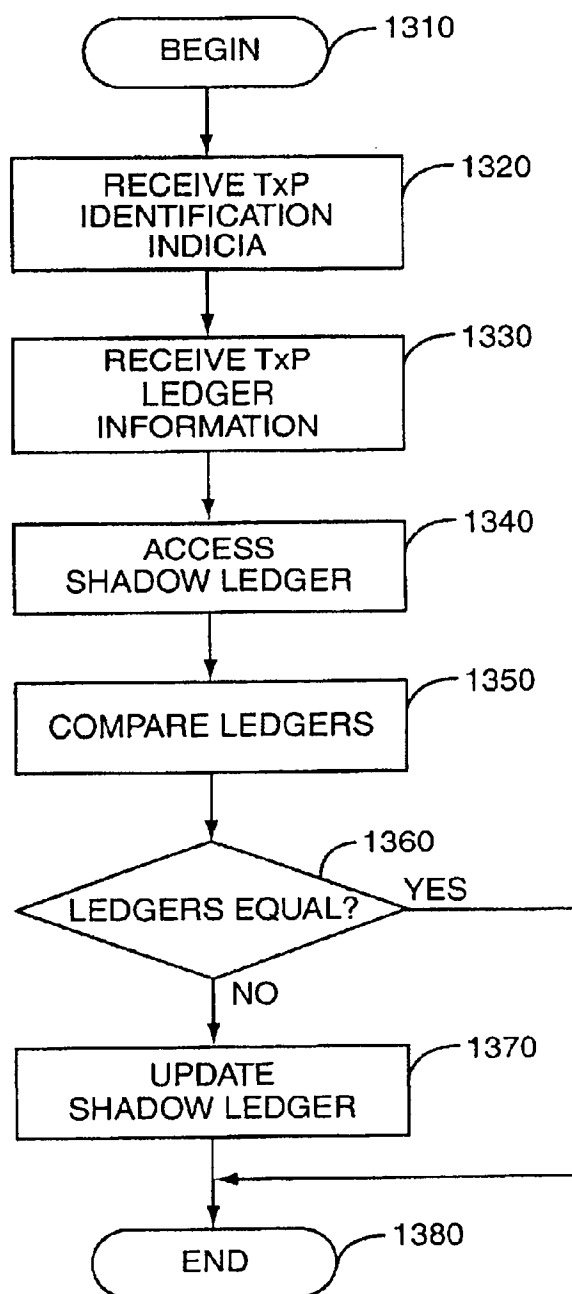 BEGIN
1310
RECEIVE TxP
IDENTIFICATION
INDICIA
1320
RECEIVE TxP
LEDGER
INFORMATION
1330
ACCESS
SHADOW LEDGER
1340
COMPARE LEDGERS
1350
LEDGERS EQUAL?
1360
YES
NO
UPDATE
SHADOW LEDGER
1370
END
1380